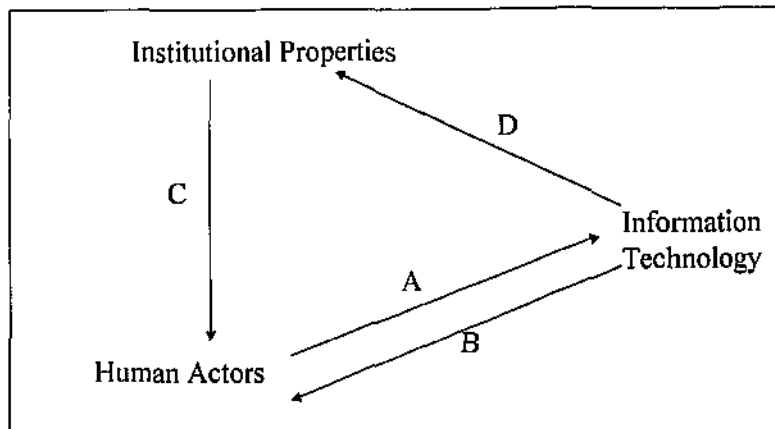 Institutional Properties
D
C
Information
Technology
A
B
Human Actors